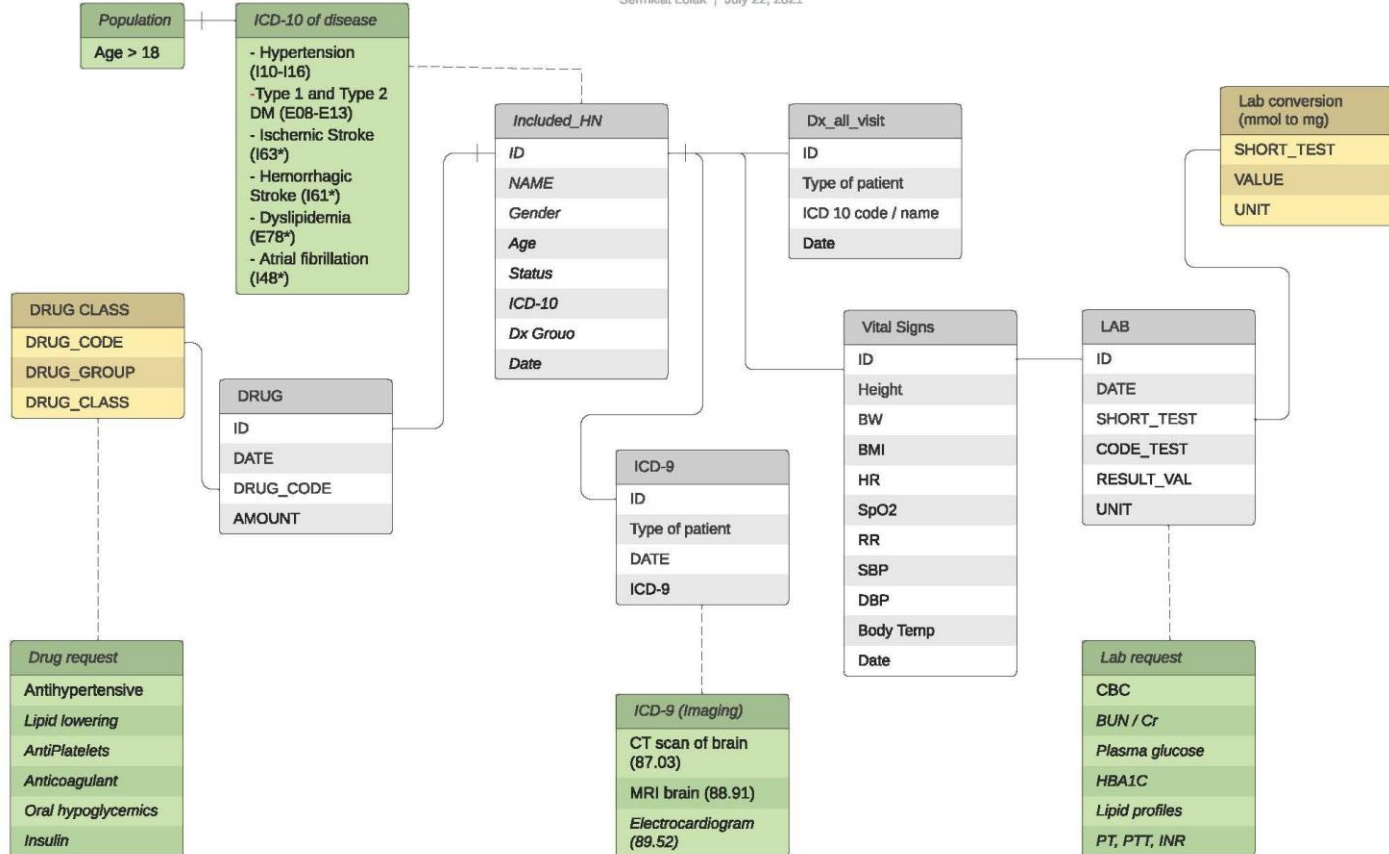 Sermkiat Lolak | July 22, 2021
Population
Age > 18
ICD-10 of disease
- Hypertension
(I10-I16)
-Type 1 and Type 2
DM (E08-E13)
- Ischemic Stroke
(I63*)
- Hemorrhagic
Stroke (I61*)
- Dyslipidemia
(E78*)
- Atrial fibrillation
(I48*)
Included_HN
ID
NAME
Gender
Age
Status
ICD-10
Dx Grouo
Date
Dx_all_visit
ID
Type of patient
ICD 10 code / name
Date
Lab conversion
(mmol to mg)
SHORT_TEST
VALUE
UNIT
DRUG CLASS
DRUG_CODE
DRUG_GROUP
DRUG_CLASS
DRUG
ID
DATE
DRUG_CODE
AMOUNT
ICD-9
ID
Type of patient
DATE
ICD-9
Vital Signs
ID
Height
BW
BMI
HR
SpO2
RR
SBP
DBP
Body Temp
Date
LAB
ID
DATE
SHORT_TEST
CODE_TEST
RESULT_VAL
UNIT
Drug request
Antihypertensive
Lipid lowering
AntiPlatelets
Anticoagulant
Oral hypoglycemics
Insulin
ICD-9 (Imaging)
CT scan of brain
(87.03)
MRI brain (88.91)
Electrocardiogram
(89.52)
Lab request
CBC
BUN / Cr
Plasma glucose
HBA1C
Lipid profiles
PT, PTT, INR